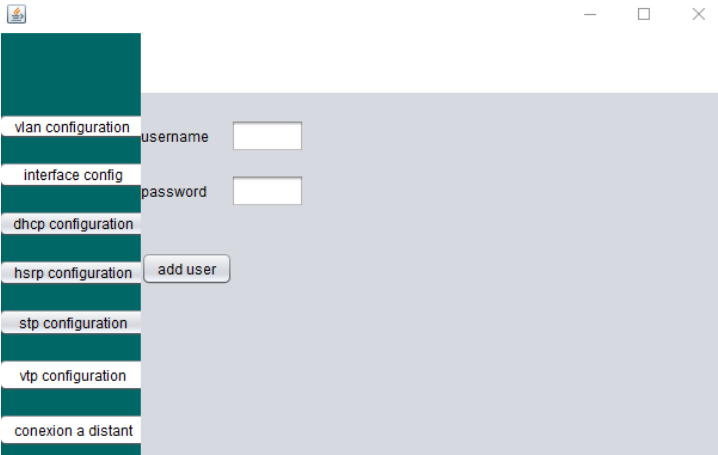 vlan configuration
username
interface config
password
dhcp configuration
hsrp configuration
add user
stp configuration
vtp configuration
conexion a distant